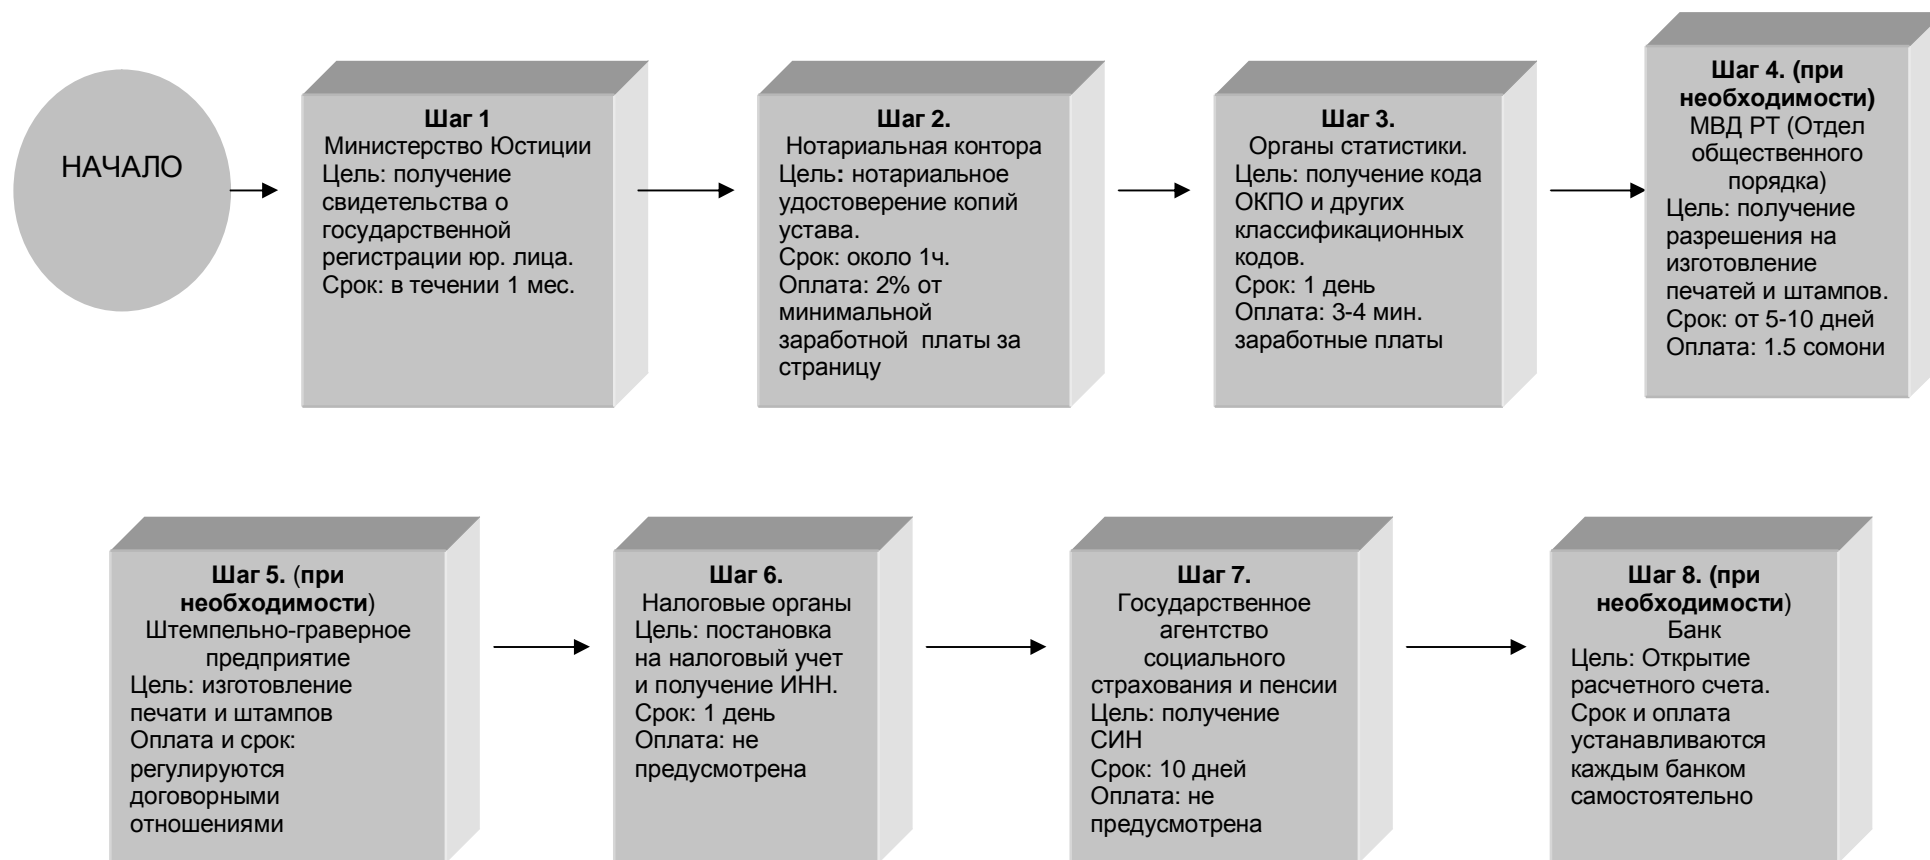 НАЧАЛО
Шаг 1
Министерство Юстиции
Цель: получение
свидетельства о
государственной
регистрации юр. лица.
Срок: в течении 1 мес.
Шаг 2.
Нотариальная контора
Цель: нотариальное
удостоверение копий
устава.
Срок: около 1ч.
Оплата: 2% от
минимальной
заработной платы за
страницу
Шаг 3.
Органы статистики.
Цель: получение кода
ОКПО и других
классификационных
кодов.
Срок: 1 день
Оплата: 3-4 мин.
заработные платы
Шаг 4. (при
необходимости)
МВД РТ (Отдел
общественного
порядка)
Цель: получение
разрешения на
изготовление
печатей и штампов.
Срок: от 5-10 дней
Оплата: 1.5 сомони
Шаг 5. (при
необходимости)
Штемпельно-граверное
предприятие
Цель: изготовление
печати и штампов
Оплата и срок:
регулируются
договорными
отношениями
Шаг 6.
Налоговые органы
Цель: постановка
на налоговый учет
и получение ИНН.
Срок: 1 день
Оплата: не
предусмотрена
Шаг 7.
Государственное
агентство
социального
страхования и пенсии
Цель: получение
СИН
Срок: 10 дней
Оплата: не
предусмотрена
Шаг 8. (при
необходимости)
Банк
Цель: Открытие
расчетного счета.
Срок и оплата
устанавливаются
каждым банком
самостоятельно